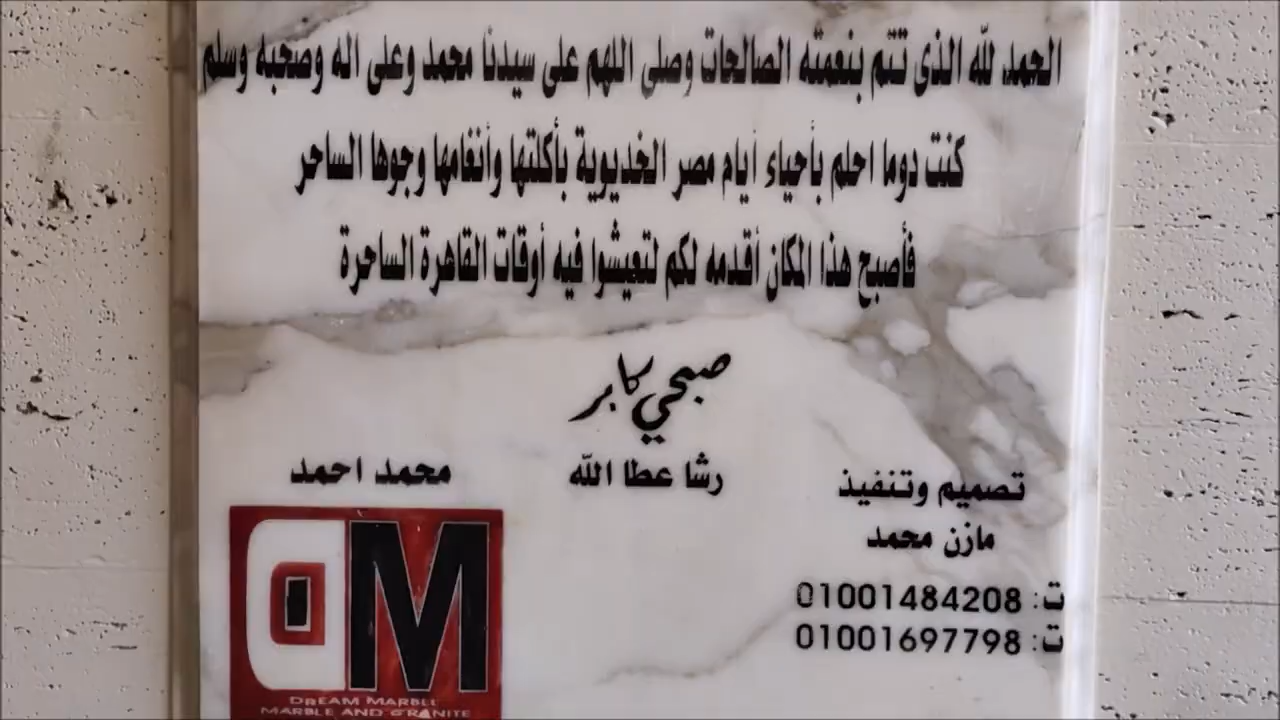 الحمد لله الذى تتم بنعمته الصالحات وصلى اللهم على سيدنا محمد وعلى اله وصحبه وسلم
كنت دوما احلم بأحياء أيام مصر الخديوية بأكلتها وأنغامها وجوها الساحر
فأصبح هذا المكان أقدمه لكم لتعيشوا فيه أوقات القاهرة الساحرة
صبحي كابر
رشا عطا الله
محمد احمد
تصميم وتنفيذ
مازن محمد
ت: 01001484208
ت: 01001697798
DM
DREAM MARBLE
MARBLE AND GRANITE